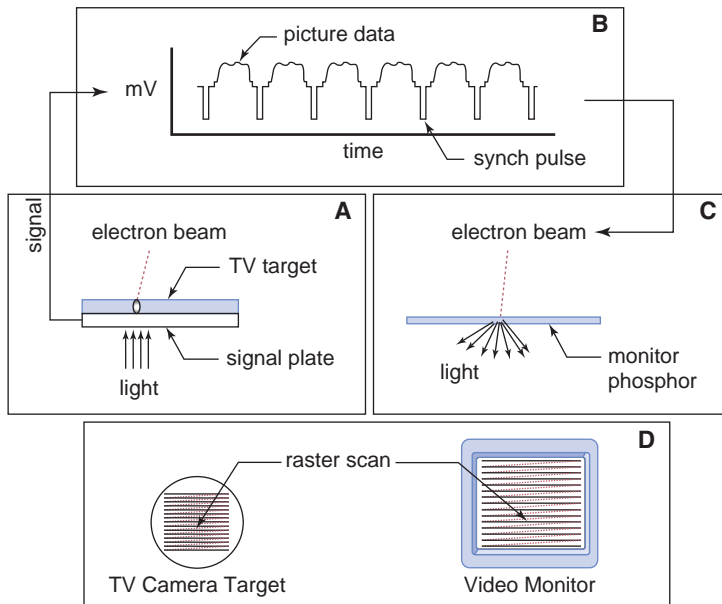 B
picture data
mV
time
synch pulse
signal
A
electron beam
TV target
signal plate
light
C
electron beam
light
monitor
phosphor
D
raster scan
TV Camera Target
Video Monitor